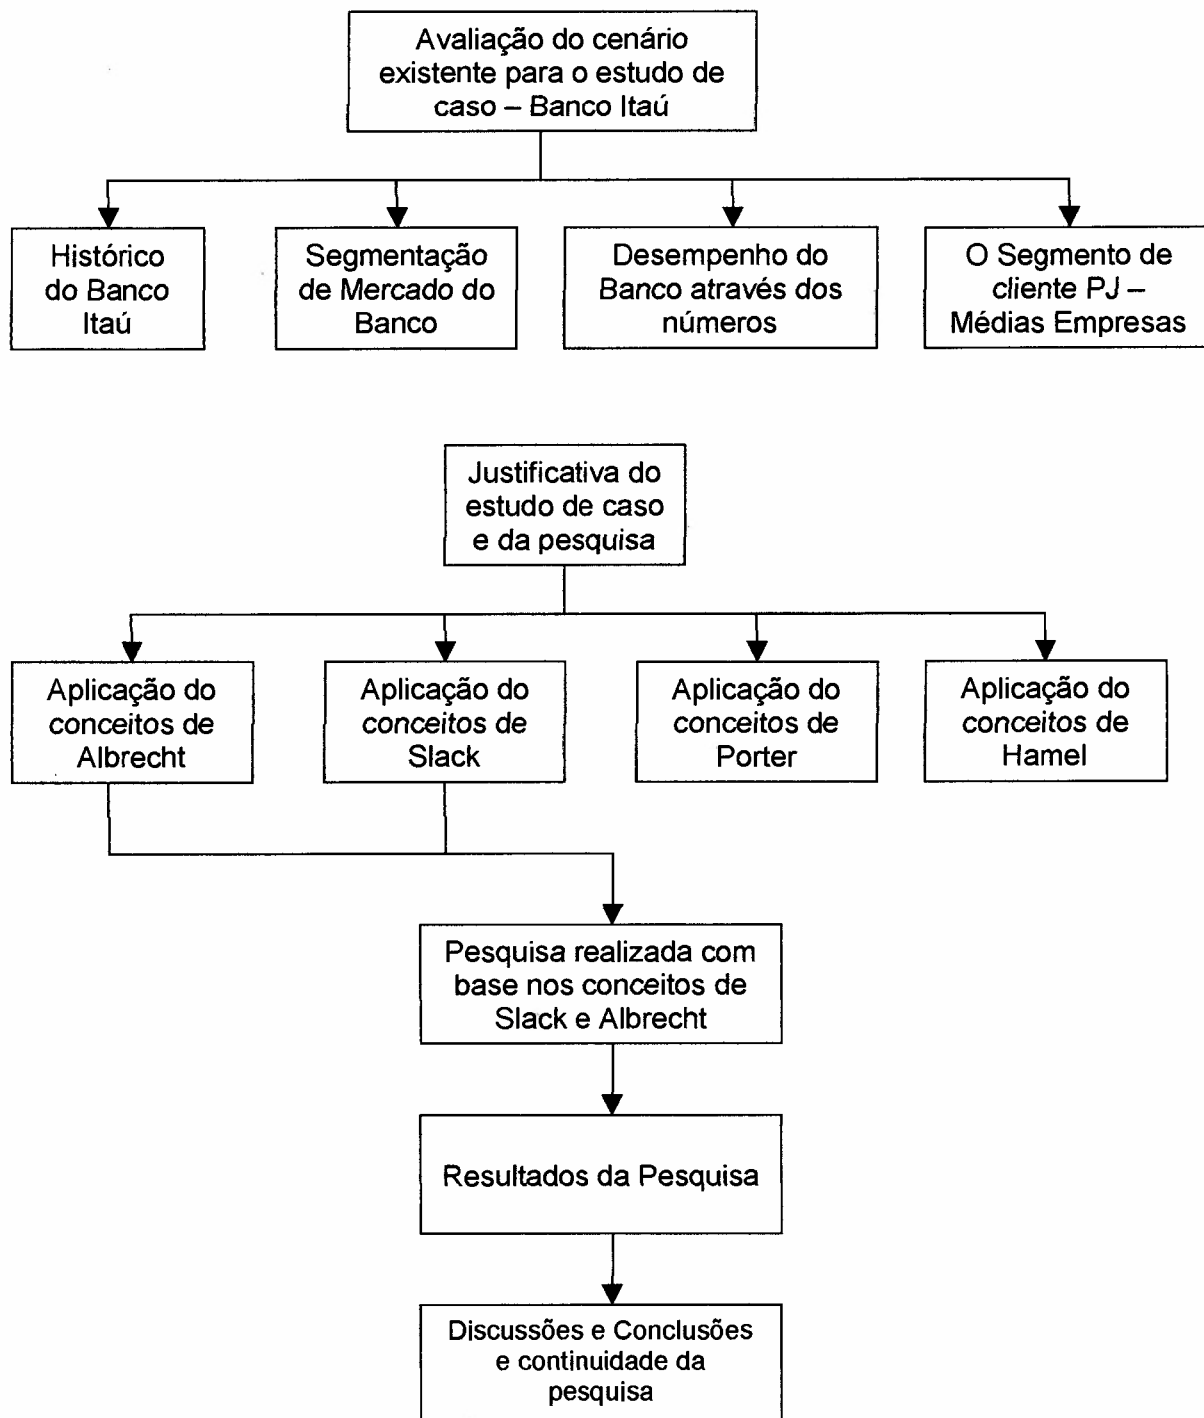 Avaliação do cenário
existente para o estudo de
caso – Banco Itaú
Histórico
do Banco
Itaú
Segmentação
de Mercado do
Banco
Desempenho do
Banco através dos
números
O Segmento de
cliente PJ –
Médias Empresas
Justificativa do
estudo de caso
e da pesquisa
Aplicação do
conceitos de
Albrecht
Aplicação do
conceitos de
Slack
Aplicação do
conceitos de
Porter
Aplicação do
conceitos de
Hamel
Pesquisa realizada com
base nos conceitos de
Slack e Albrecht
Resultados da Pesquisa
Discussões e Conclusões
e continuidade da
pesquisa